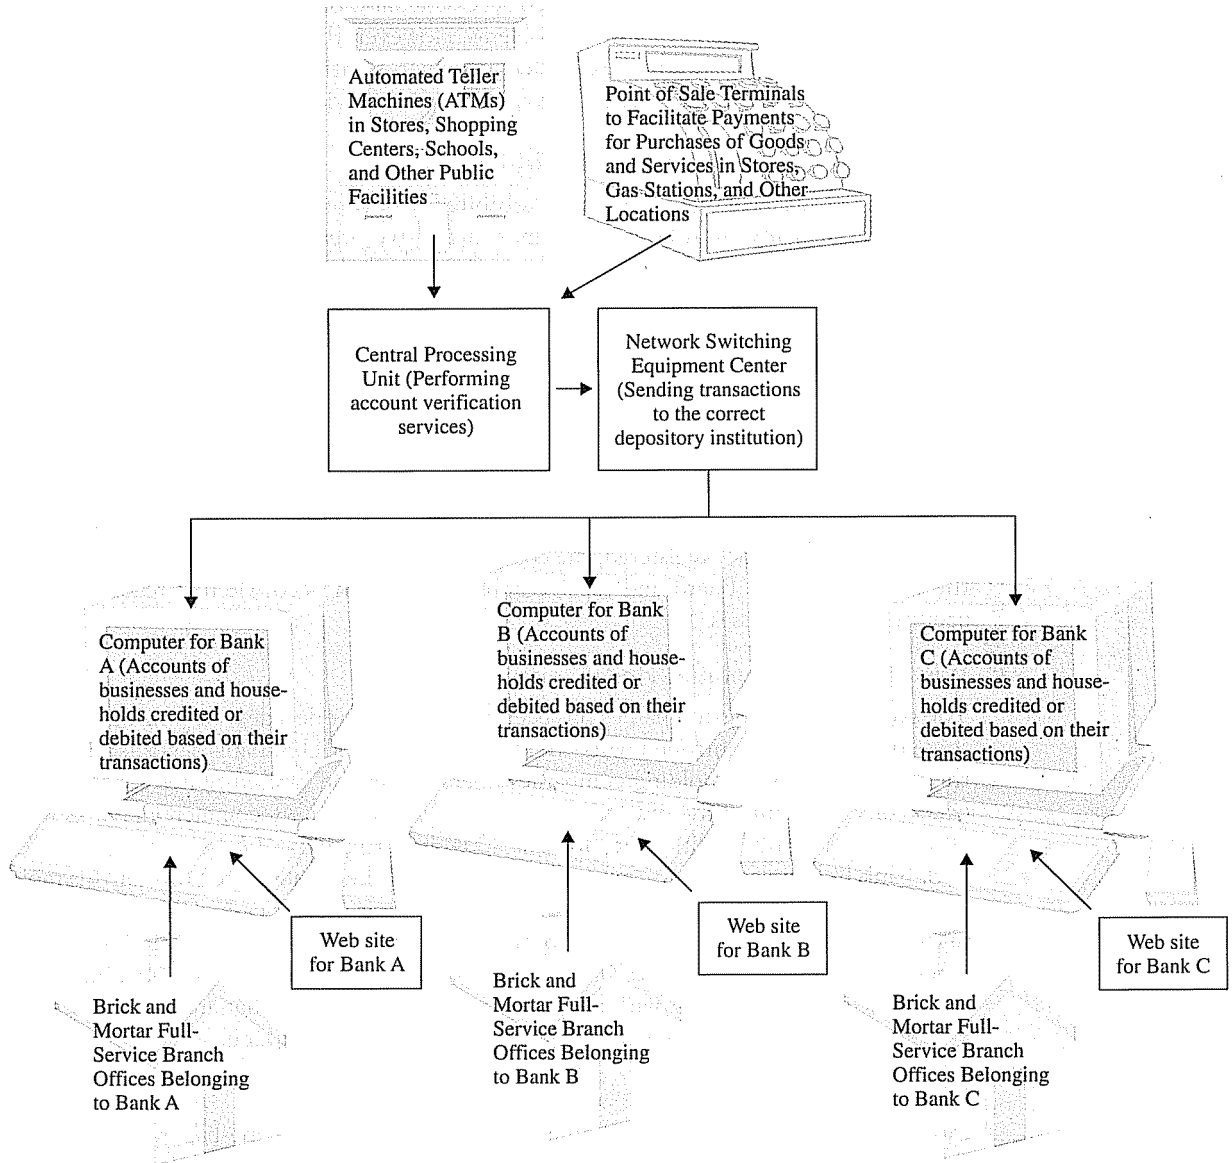 Automated Teller
Machines (ATMs)
in Stores, Shopping
Centers, Schools,
and Other Public
Facilities
Point of Sale Terminals
to Facilitate Payments
for Purchases of Goods
and Services in Stores,
Gas Stations, and Other
Locations
Central Processing
Unit (Performing
account verification
services)
Network Switching
Equipment Center
(Sending transactions
to the correct
depository institution)
Computer for Bank
A (Accounts of
businesses and house-
holds credited or
debited based on their
transactions)
Computer for Bank
B (Accounts of
businesses and house-
holds credited or
debited based on their
transactions)
Computer for Bank
C (Accounts of
businesses and house-
holds credited or
debited based on their
transactions)
Web site
for Bank A
Web site
for Bank B
Web site
for Bank C
Brick and
Mortar Full-
Service Branch
Offices Belonging
to Bank A
Brick and
Mortar Full-
Service Branch
Offices Belonging
to Bank B
Brick and
Mortar Full-
Service Branch
Offices Belonging
to Bank C